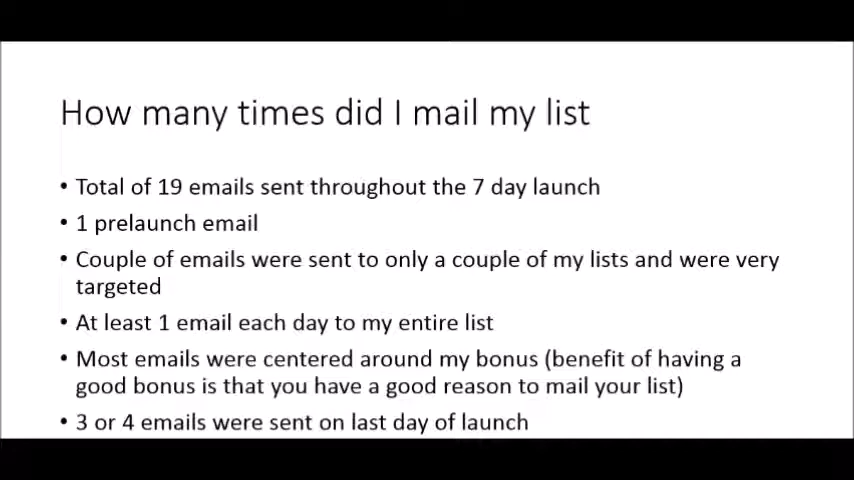 How many times did I mail my list
• Total of 19 emails sent throughout the 7 day launch
• 1 prelaunch email
• Couple of emails were sent to only a couple of my lists and were very
targeted
• At least 1 email each day to my entire list
• Most emails were centered around my bonus (benefit of having a
good bonus is that you have a good reason to mail your list)
• 3 or 4 emails were sent on last day of launch